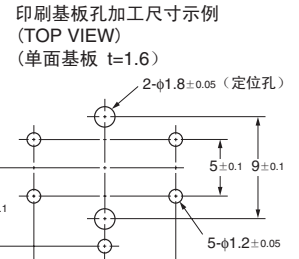 印刷基板孔加工尺寸示例
(TOP VIEW)
(单面基板 t=1.6)
2-φ1.8±0.05（定位孔）
5±0.1 9±0.1
0.1
5-φ1.2±0.05